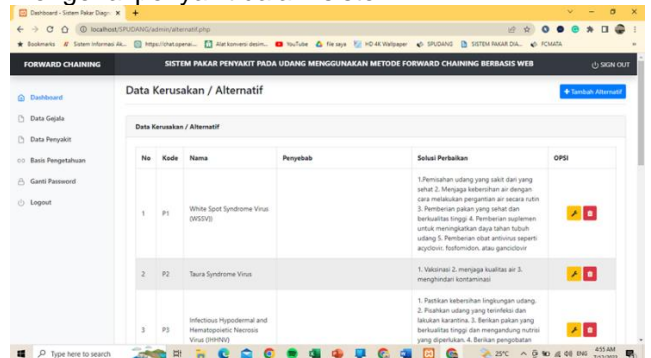 mengenai penyakit dalam sistem
Dashboard - Sistem Pakar Diagn
localhost/SPUDANG/admin/alternatif.php
Bookmarks Sistem Informasi Ak... https://chat.openai... Alat konversi desim... YouTube file saya HD 4K Wallpaper SPUDANG SISTEM PAKAR DIA... FCMATA
FORWARD CHAINING SISTEM PAKAR PENYAKIT PADA UDANG MENGGUNAKAN METODE FORWARD CHAINING BERBASIS WEB SIGN OUT
Dashboard
Data Gejala
Data Penyakit
Basis Pengetahuan
Ganti Password
Logout
Data Kerusakan / Alternatif
+ Tambah Alternatif
Data Kerusakan / Alternatif
No Kode Nama Penyebab Solusi Perbaikan OPSI
1 P1 White Spot Syndrome Virus
(WSSV))
1.Pemisahan udang yang sakit dari yang
sehat 2. Menjaga kebersihan air dengan
cara melakukan pergantian air secara rutin
3. Pemberian pakan yang sehat dan
berkualitas tinggi 4. Pemberian suplemen
untuk meningkatkan daya tahan tubuh
udang 5. Pemberian obat antivirus seperti
acyclovir, fosfomidon, atau ganciclovir
2 P2 Taura Syndrome Virus
1. Vaksinasi 2. menjaga kualitas air 3.
menghindari kontaminasi
3 P3 Infectious Hypodermal and
Hematopoietic Necrosis
Virus (IHHNV)
1. Pastikan kebersihan lingkungan udang.
2. Pisahkan udang yang terinfeksi dan
lakukan karantina. 3. Berikan pakan yang
berkualitas tinggi dan mengandung nutrisi
yang diperlukan. 4. Berikan pengobatan
Type here to search
25°C ENG 4:55 AM